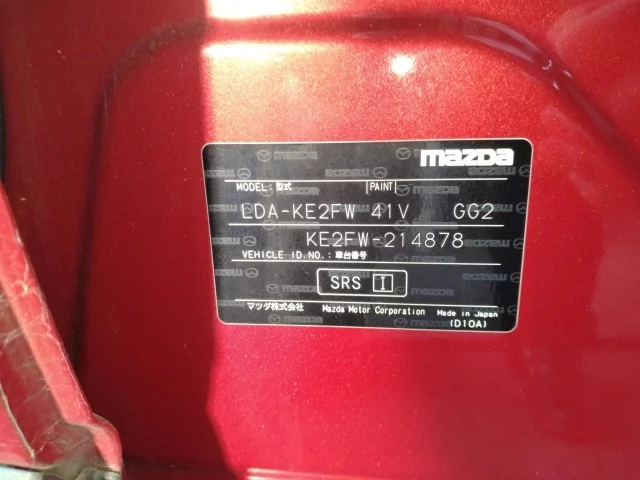 mazda
MODEL:型式 PAINT
LDA-KE2FW 41V GG2
KE2FW-214878
VEHICLE ID.NO.:車台番号
SRS I
マツダ株式会社 Mazda Motor Corporation Made in Japan
(D10A)